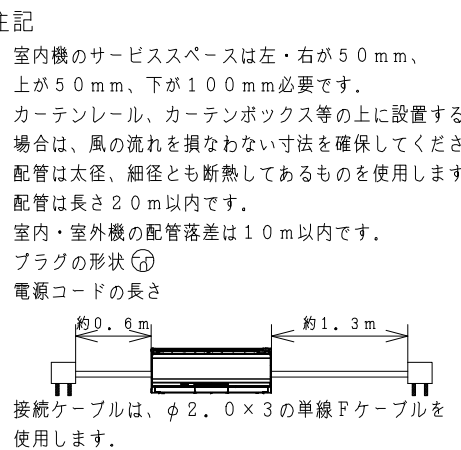 注記
室内機のサービススペースは左・右が５０ｍｍ、
上が５０ｍｍ、下が１００ｍｍ必要です．
カーテンレール、カーテンボックス等の上に設置する
場合は、風の流れを損なわない寸法を確保してくださ
配管は太径、細径とも断熱してあるものを使用します
配管は長さ２０ｍ以内です．
室内・室外機の配管落差は１０ｍ以内です．
プラグの形状
電源コードの長さ
約０．６ｍ
約１．３ｍ
接続ケーブルは、φ２．０×３の単線Ｆケーブルを
使用します．